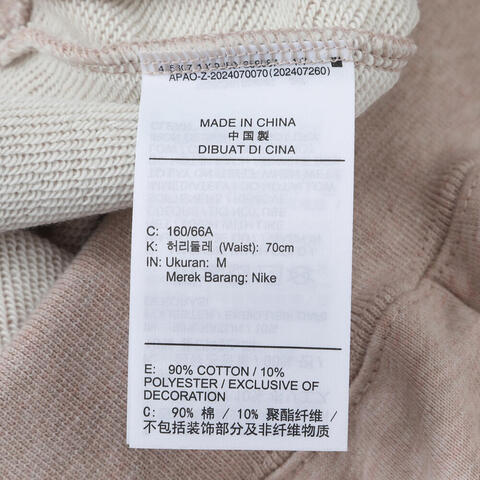 APAO-Z-2024070070(202407260)
MADE IN CHINA
中国製
DIBUAT DI CINA
C: 160/66A
K: 허리둘레 (Waist): 70cm
IN: Ukuran: M
Merek Barang: Nike
E: 90% COTTON / 10%
POLYESTER / EXCLUSIVE OF
DECORATION
C: 90% 棉 / 10% 聚酯纤维 /
不包括装饰部分及非纤维物质